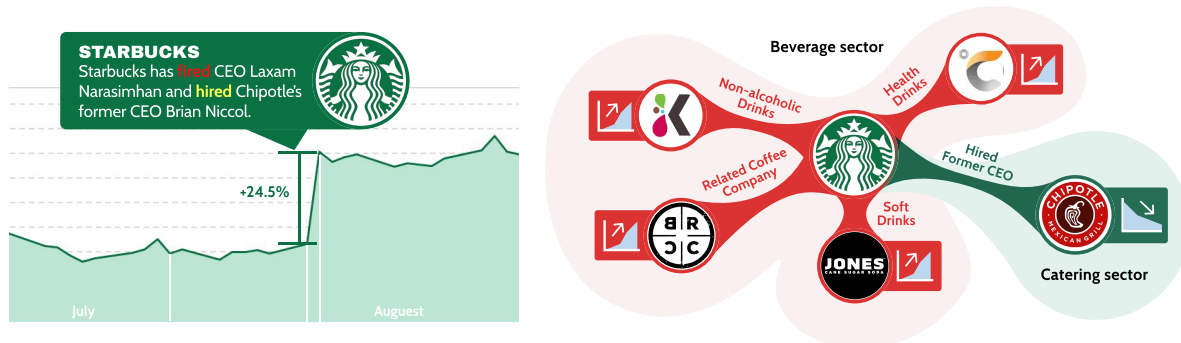 STARBUCKS
Starbucks has fired CEO Laxam
Narasimhan and hired Chipotle's
former CEO Brian Niccol.
+24.5%
July
Auguest
Beverage sector
Non-alcoholic
Drinks
Health
Drinks
Related Coffee
Company
Hired
Former CEO
Soft
Drinks
K
C
B R
C C
JONES
CANE SUGAR SODA
CHIPOTLE
MEXICAN GRILL
Catering sector